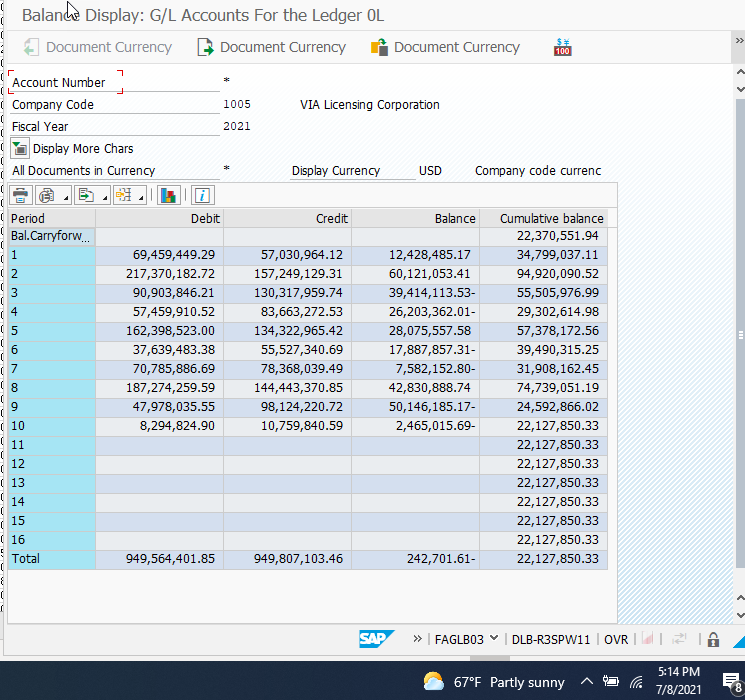 Balance Display: G/L Accounts For the Ledger 0L
Document Currency Document Currency Document Currency
Account Number *
Company Code 1005 VIA Licensing Corporation
Fiscal Year 2021
Display More Chars
All Documents in Currency * Display Currency USD Company code currenc
Period Debit Credit Balance Cumulative balance
Bal.Carryforw... 22,370,551.94
1 69,459,449.29 57,030,964.12 12,428,485.17 34,799,037.11
2 217,370,182.72 157,249,129.31 60,121,053.41 94,920,090.52
3 90,903,846.21 130,317,959.74 39,414,113.53- 55,505,976.99
4 57,459,910.52 83,663,272.53 26,203,362.01- 29,302,614.98
5 162,398,523.00 134,322,965.42 28,075,557.58 57,378,172.56
6 37,639,483.38 55,527,340.69 17,887,857.31- 39,490,315.25
7 70,785,886.69 78,368,039.49 7,582,152.80- 31,908,162.45
8 187,274,259.59 144,443,370.85 42,830,888.74 74,739,051.19
9 47,978,035.55 98,124,220.72 50,146,185.17- 24,592,866.02
10 8,294,824.90 10,759,840.59 2,465,015.69- 22,127,850.33
11 22,127,850.33
12 22,127,850.33
13 22,127,850.33
14 22,127,850.33
15 22,127,850.33
16 22,127,850.33
Total 949,564,401.85 949,807,103.46 242,701.61- 22,127,850.33
SAP » FAGLB03 DLB-R3SPW11 OVR
67°F Partly sunny 5:14 PM
7/8/2021 8